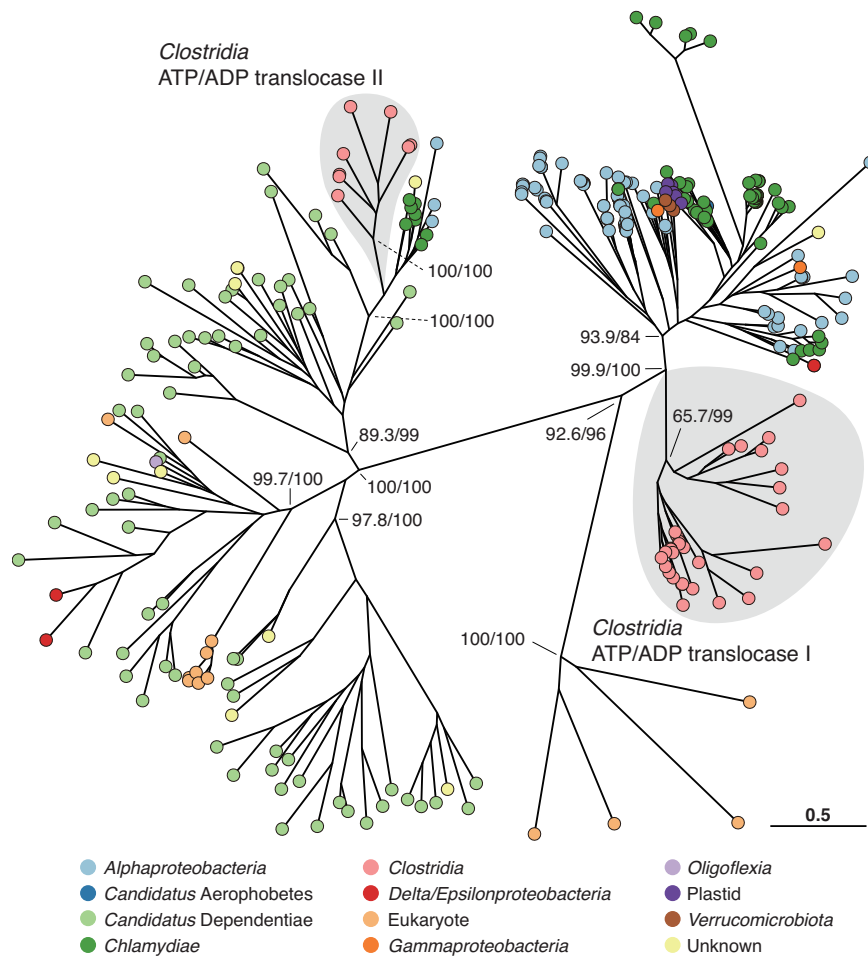 Clostridia
ATP/ADP translocase II
100/100
100/100
93.9/84
99.9/100
65.7/99
92.6/96
89.3/99
99.7/100
100/100
97.8/100
100/100
Clostridia
ATP/ADP translocase I
0.5
Alphaproteobacteria
Candidatus Aerophobetes
Candidatus Dependentiae
Chlamydiae
Clostridia
Delta/Epsilonproteobacteria
Eukaryote
Gammaproteobacteria
Oligoflexia
Plastid
Verrucomicrobiota
Unknown